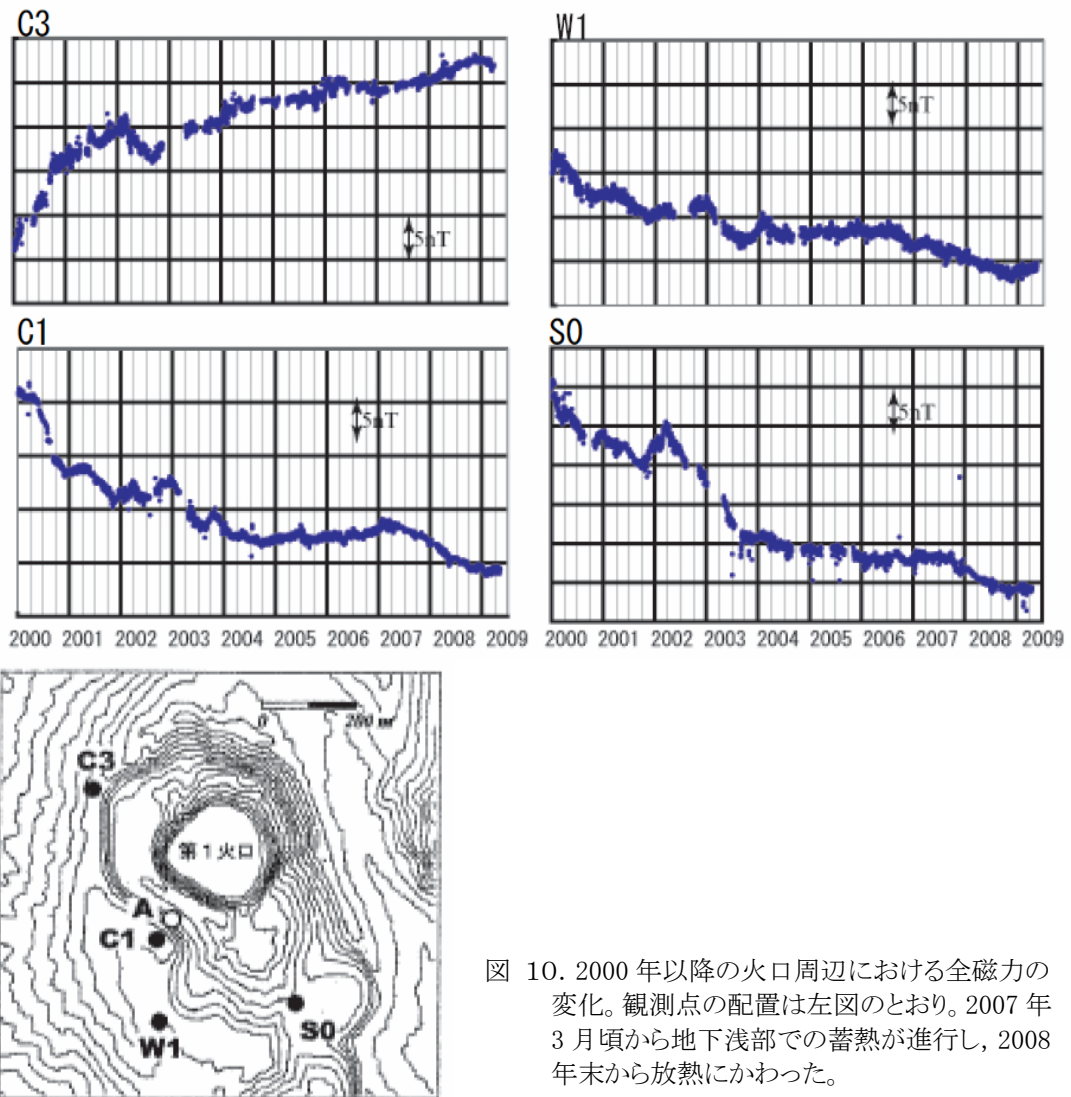 C3
5nT
W1
5nT
C1
5nT
2000 2001 2002 2003 2004 2005 2006 2007 2008 2009
S0
5nT
2000 2001 2002 2003 2004 2005 2006 2007 2008 2009
0 200 m
C3
第1火口
A
C1
S0
W1
図 10. 2000 年以降の火口周辺における全磁力の
変化。観測点の配置は左図のとおり。2007 年
3 月頃から地下浅部での蓄熱が進行し, 2008
年末から放熱にかわった。